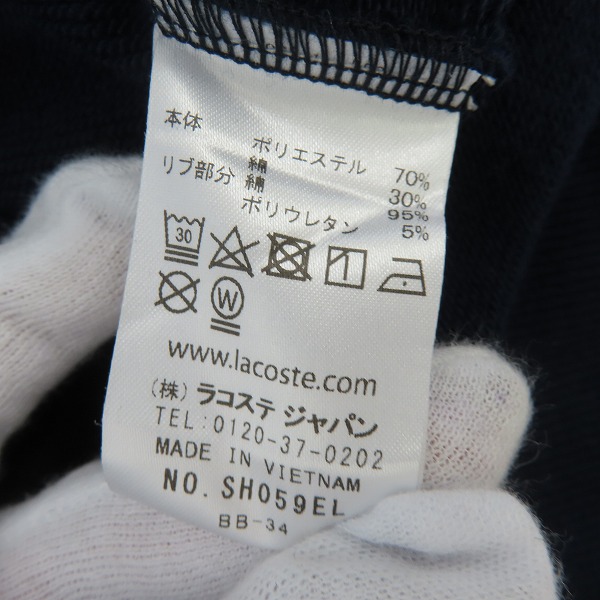 本体 ポリエステル 70%
綿 30%
リブ部分 綿 95%
ポリウレタン 5%
30
W
www.lacoste.com
(株) ラコステ ジャパン
TEL:0120-37-0202
MADE IN VIETNAM
NO. SH059EL
BB-34